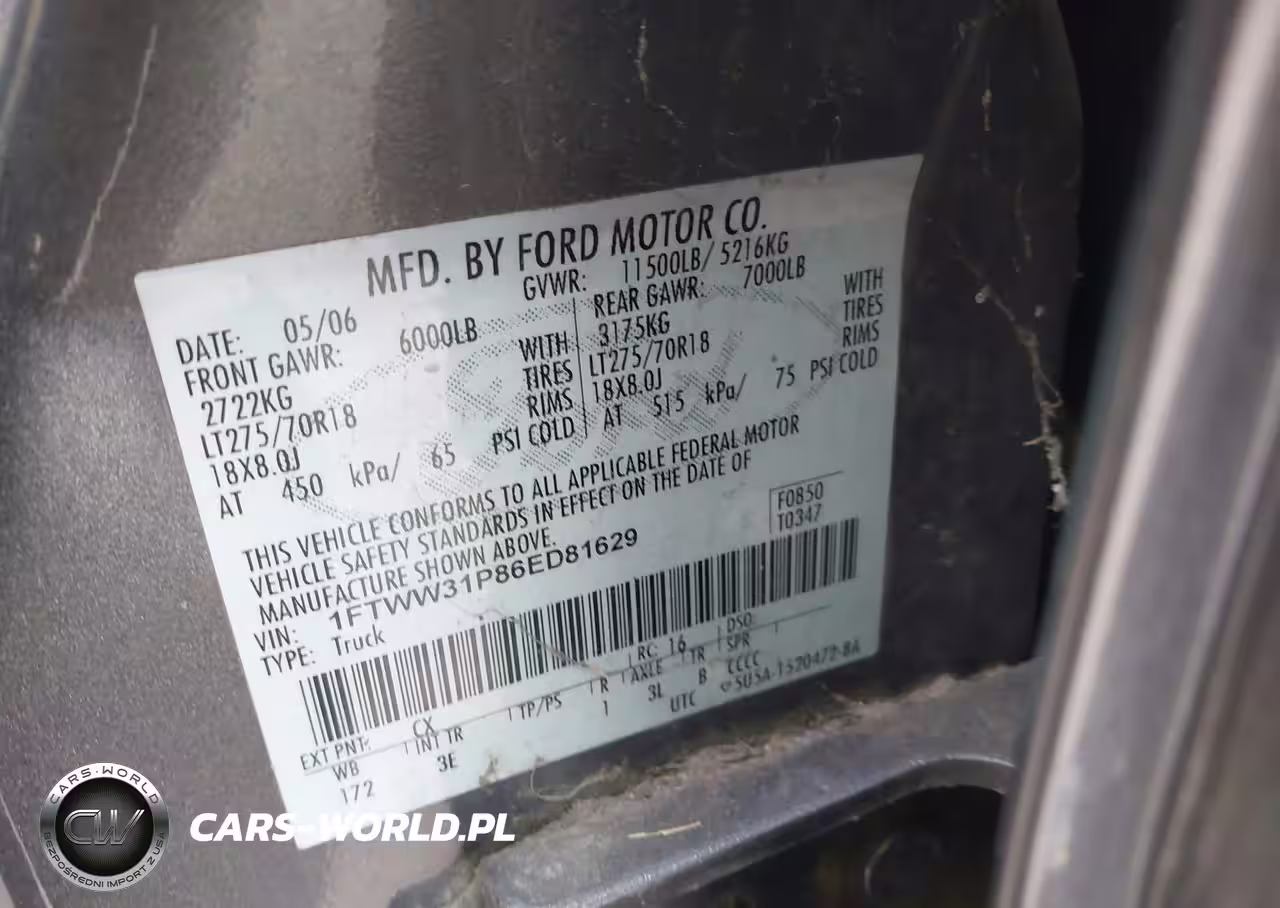 MFD. BY FORD MOTOR CO.
DATE: 05/06 GVWR: 11500LB/ 5216KG
FRONT GAWR: 6000LB REAR GAWR: 7000LB
2722KG WITH 3175KG WITH
LT275/70R18 TIRES LT275/70R18 TIRES
18X8.0J RIMS 18X8.0J RIMS
AT 450 kPa/ 65 PSI COLD AT 515 kPa/ 75 PSI COLD
THIS VEHICLE CONFORMS TO ALL APPLICABLE FEDERAL MOTOR
VEHICLE SAFETY STANDARDS IN EFFECT ON THE DATE OF
MANUFACTURE SHOWN ABOVE.
VIN: 1FTWW31P86ED81629
TYPE: Truck
F0850
T0347
EXT PNT: CX RC: 16 DSO:
WB INT TR TP/PS R AXLE TR SPR
172 3E 1 3L B CCCC
UTC 5U5A-1520472-BA
CARS-WORLD
CW
BEZPOŚREDNI IMPORT Z USA
CARS-WORLD.PL